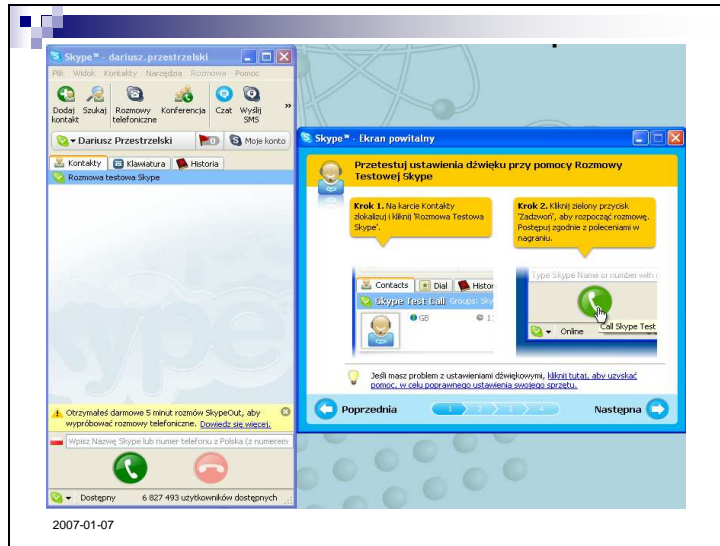 Skype™ - dariusz.przestrzelski
Plik Widok Kontakty Narzędzia Rozmowa Pomoc
Dodaj kontakt
Szukaj
Rozmowy telefoniczne
Konferencja
Czat
Wyślij SMS
»
Dariusz Przestrzelski
0
Moje konto
Kontakty
Klawiatura
Historia
Rozmowa testowa Skype
Otrzymałeś darmowe 5 minut rozmów SkypeOut, aby
wypróbować rozmowy telefoniczne. Dowiedz się więcej.
Wpisz Nazwę Skype lub numer telefonu z Polska (z numerem
Dostępny
6 827 493 użytkowników dostępnych
Skype™ - Ekran powitalny
Przetestuj ustawienia dźwięku przy pomocy Rozmowy
Testowej Skype
Krok 1. Na karcie Kontakty
zlokalizuj i kliknij 'Rozmowa Testowa
Skype'.
Krok 2. Kliknij zielony przycisk
'Zadzwoń', aby rozpocząć rozmowę.
Postępuj zgodnie z poleceniami w
nagraniu.
Contacts
Dial
Histor
Skype Test Call Groups: Sky
GB
Type Skype Name or number with
Online
Call Skype Test
Jeśli masz problem z ustawieniami dźwiękowymi, kliknij tutaj, aby uzyskać
pomoc, w celu poprawnego ustawienia swojego sprzętu.
Poprzednia
1 2 3 4
Następna
2007-01-07